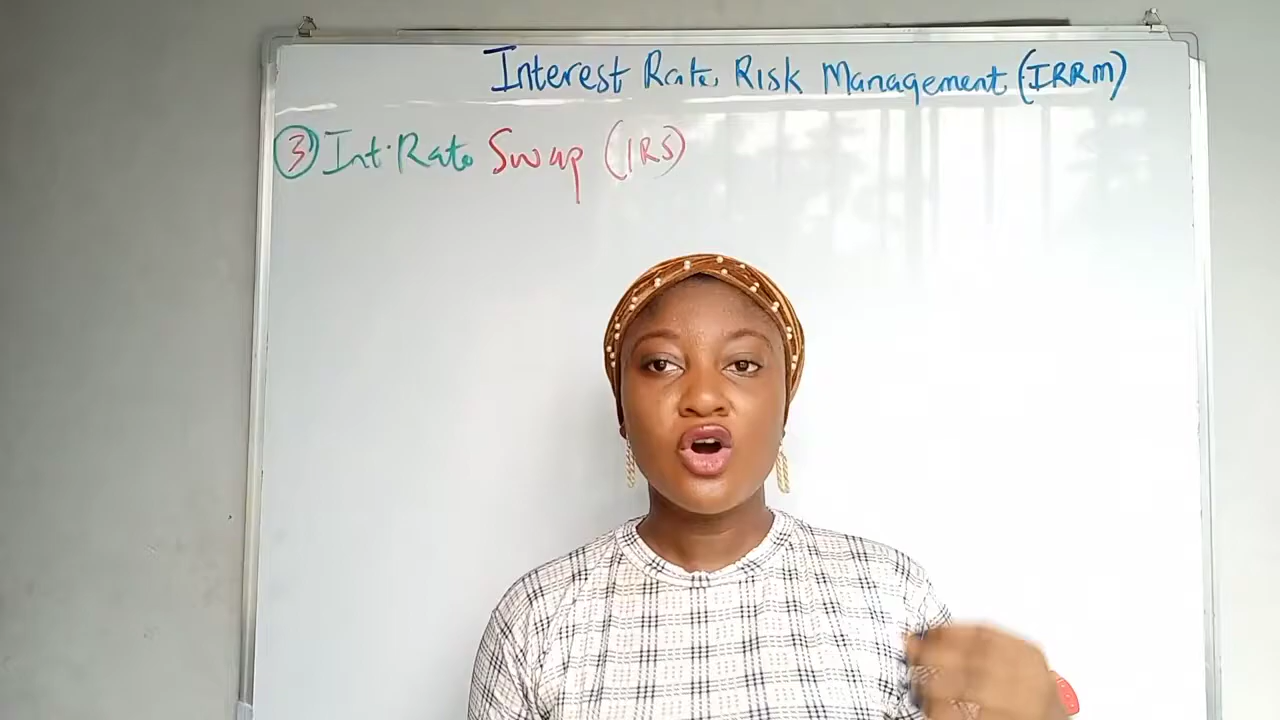 Interest Rate Risk Management (IRRM)
③ Int. Rate Swap (IRS)